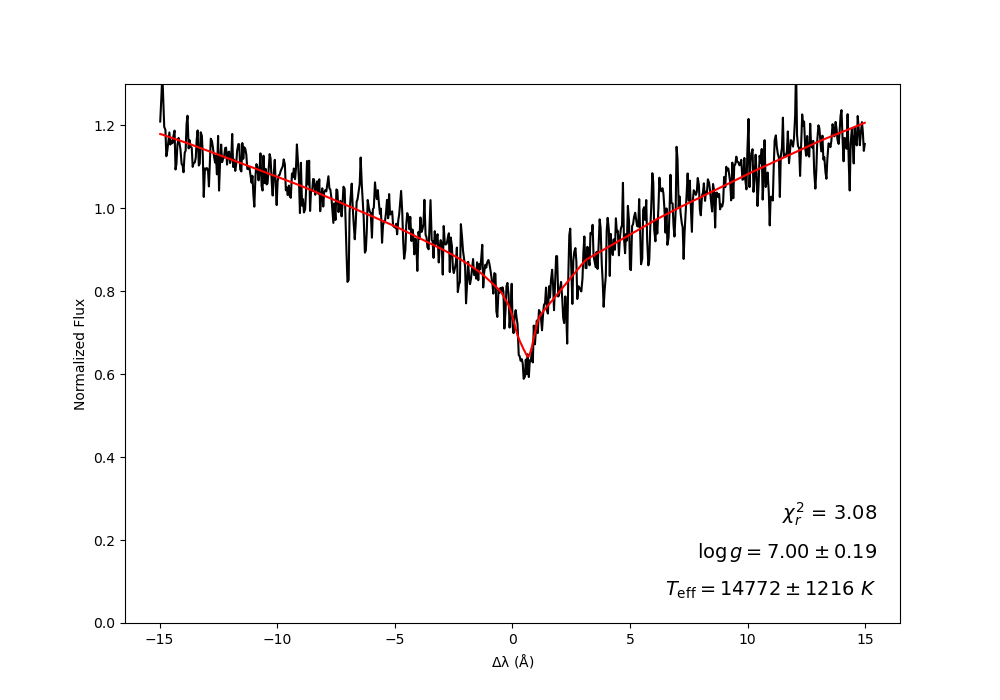 1.2
1.0
0.8
0.6
0.4
0.2
0.0
Normalized Flux
χ²ᵣ = 3.08
log g = 7.00 ± 0.19
T_eff = 14772 ± 1216 K
−15 −10 −5 0 5 10 15
Δλ (Å)